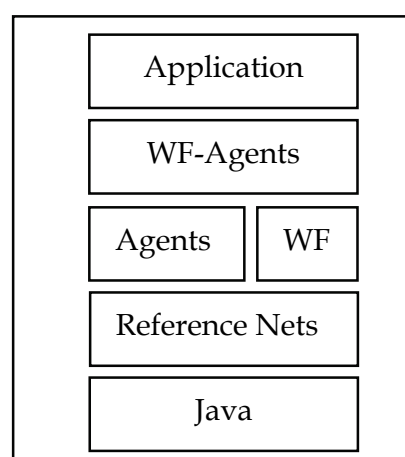 Application
WF-Agents
Agents WF
Reference Nets
Java